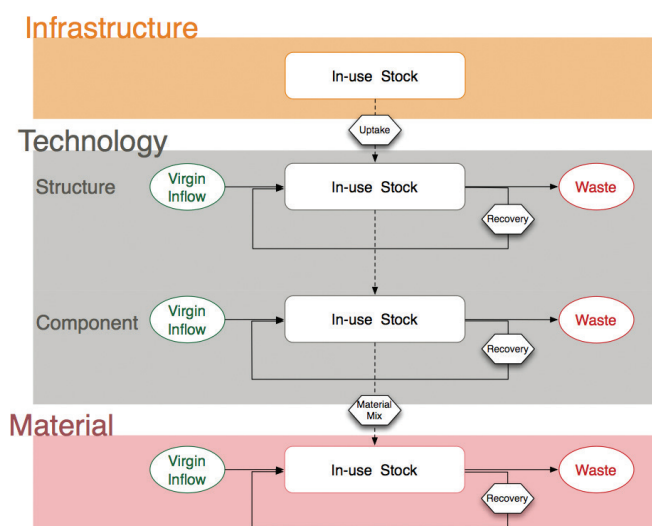 Infrastructure
In-use Stock
Uptake
Technology
Structure
Virgin
Inflow
In-use Stock
Waste
Recovery
Component
Virgin
Inflow
In-use Stock
Waste
Recovery
Material
Mix
Material
Virgin
Inflow
In-use Stock
Waste
Recovery